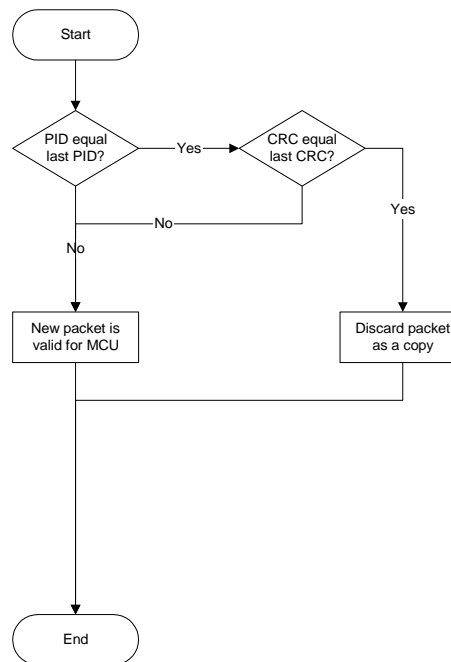 Start
PID equal
last PID?
Yes
CRC equal
last CRC?
No
Yes
No
New packet is
valid for MCU
Discard packet
as a copy
End